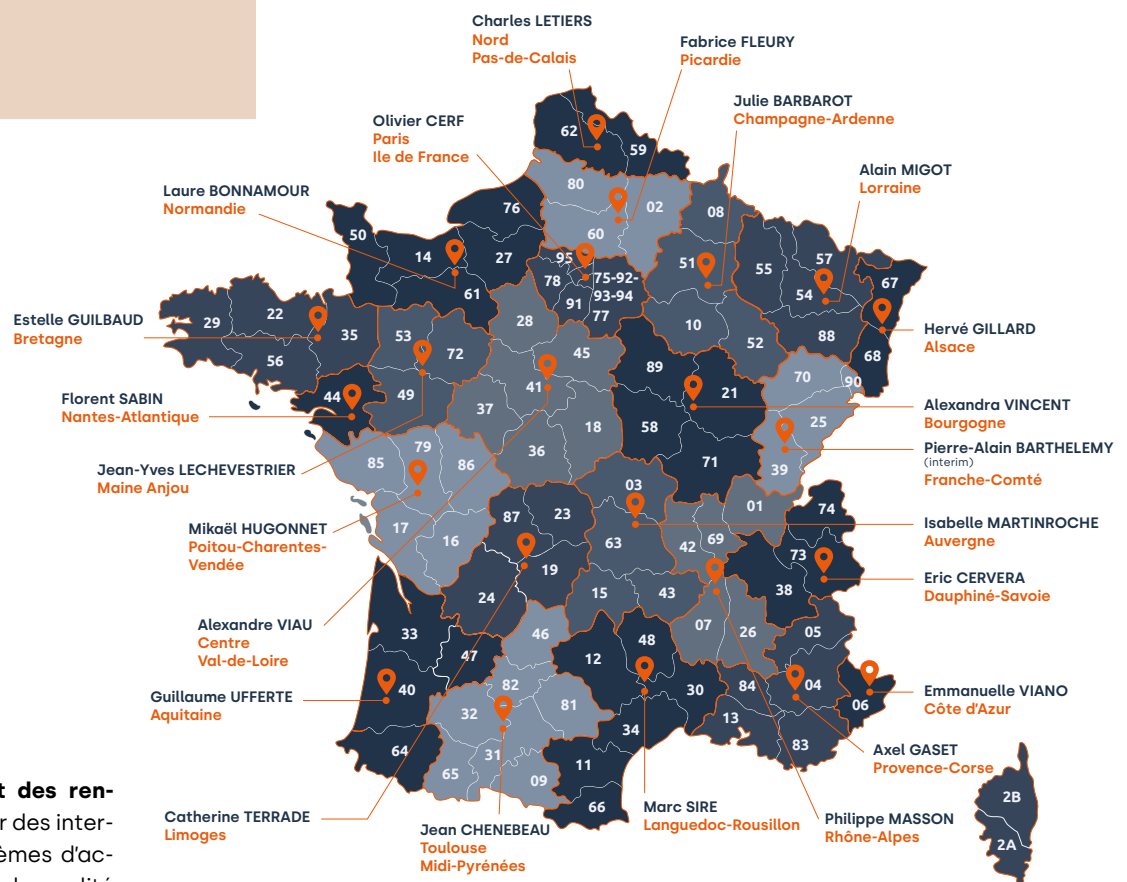 Charles LETIERS
Nord
Pas-de-Calais
Fabrice FLEURY
Picardie
Julie BARBAROT
Champagne-Ardenne
Olivier CERF
Paris
Ile de France
Alain MIGOT
Lorraine
Laure BONNAMOUR
Normandie
Estelle GUILBAUD
Bretagne
Hervé GILLARD
Alsace
Florent SABIN
Nantes-Atlantique
Alexandra VINCENT
Bourgogne
Pierre-Alain BARTHELEMY
(interim)
Franche-Comté
Jean-Yves LECHEVESTRIER
Maine Anjou
Mikaël HUGONNET
Poitou-Charentes-
Vendée
Isabelle MARTINROCHE
Auvergne
Eric CERVERA
Dauphiné-Savoie
Alexandre VIAU
Centre
Val-de-Loire
Guillaume UFFERTE
Aquitaine
Emmanuelle VIANO
Côte d'Azur
Axel GASET
Provence-Corse
Catherine TERRADE
Limoges
Jean CHENEBEAU
Toulouse
Midi-Pyrénées
Marc SIRE
Languedoc-Rousillon
Philippe MASSON
Rhône-Alpes
62
59
80
02
60
76
08
50
14
27
61
95
78
75-92-
93-94
91
77
51
55
57
54
67
10
52
88
68
29
22
35
56
53
72
28
45
44
49
41
37
18
36
89
21
58
71
70
90
25
39
85
79
86
17
16
87
23
19
24
03
63
15
43
42
69
01
74
73
38
07
26
05
33
47
40
64
46
82
32
81
31
65
09
12
48
30
34
11
66
84
04
13
83
06
2B
2A
t des ren-
r des inter-
èmes d'ac-